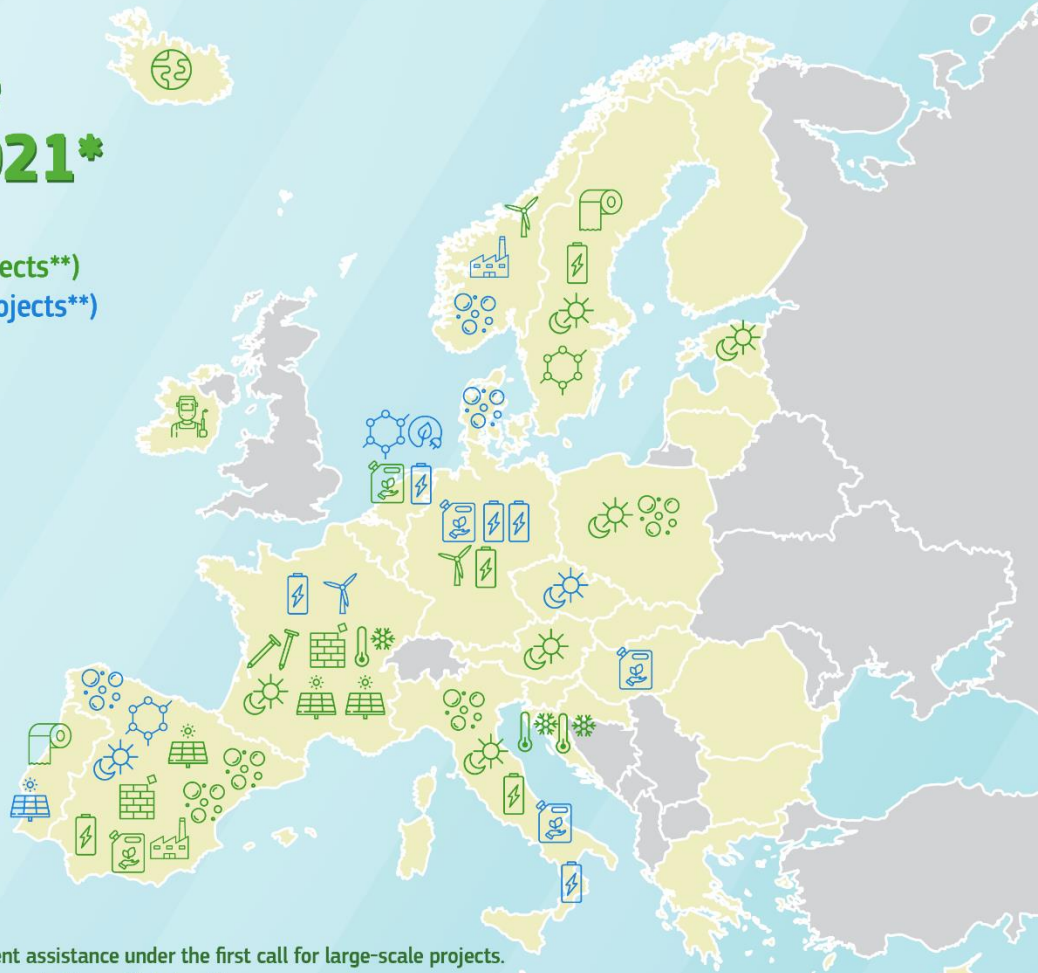 021*
ects**)
ojects**)
ent assistance under the first call for large-scale projects.